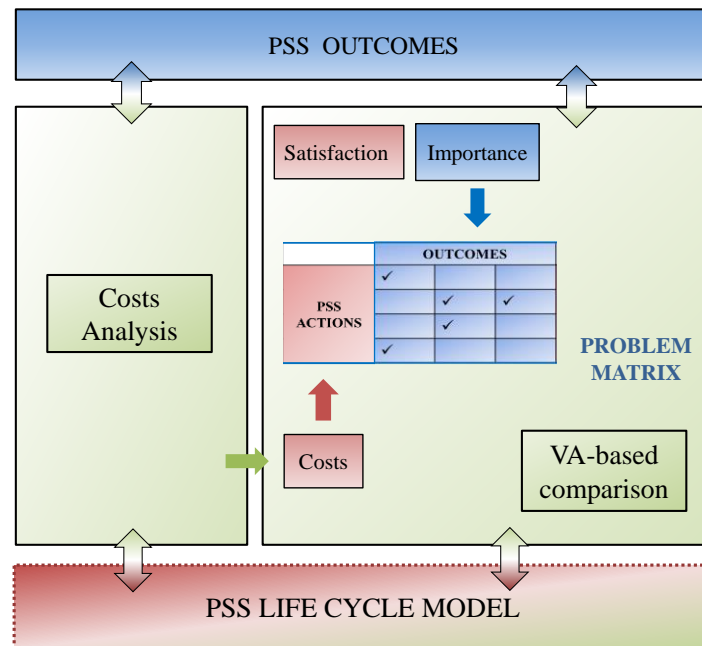 PSS OUTCOMES
Satisfaction
Importance
OUTCOMES
✓
PSS
ACTIONS
✓ ✓
✓
✓
Costs
Analysis
PROBLEM
MATRIX
Costs
VA-based
comparison
PSS LIFE CYCLE MODEL